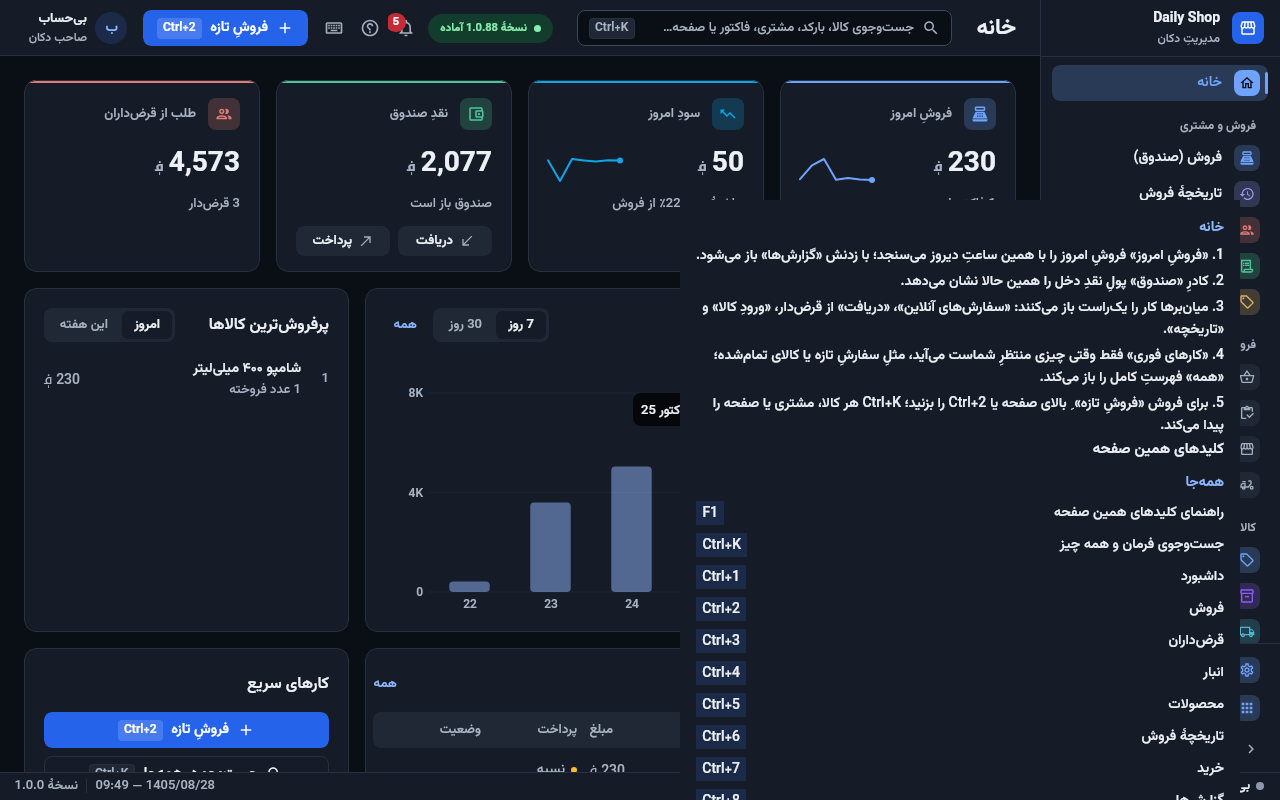 Daily Shop
مدیریتِ دکان
خانه
جست‌وجوی کالا، بارکد، مشتری، فاکتور یا صفحه…
Ctrl+K
نسخهٔ 1.0.88 آماده
5
فروشِ تازه
Ctrl+2
بی‌حساب
صاحب دکان
ب
خانه
فروش و مشتری
فروش (صندوق)
تاریخچهٔ فروش
فروشِ امروز
230 ؋
سودِ امروز
50 ؋
22٪ از فروش
نقدِ صندوق
2,077 ؋
صندوق باز است
دریافت
پرداخت
طلب از قرض‌داران
4,573 ؋
3 قرض‌دار
خانه
1. «فروشِ امروز» فروشِ امروز را با همین ساعتِ دیروز می‌سنجد؛ با زدنش «گزارش‌ها» باز می‌شود.
2. کادرِ «صندوق» پولِ نقدِ دخل را همین حالا نشان می‌دهد.
3. میان‌برها کار را یک‌راست باز می‌کنند: «سفارش‌های آنلاین»، «دریافت» از قرض‌دار، «ورودِ کالا» و
«تاریخچه».
4. «کارهای فوری» فقط وقتی چیزی منتظرِ شماست می‌آید، مثلِ سفارشِ تازه یا کالای تمام‌شده؛
«همه» فهرستِ کامل را باز می‌کند.
5. برای فروش «فروشِ تازه»ِ بالای صفحه یا Ctrl+2 را بزنید؛ Ctrl+K هر کالا، مشتری یا صفحه را
پیدا می‌کند.
کلیدهای همین صفحه
همه‌جا
راهنمای کلیدهای همین صفحه
F1
جست‌وجوی فرمان و همه چیز
Ctrl+K
داشبورد
Ctrl+1
فروش
Ctrl+2
قرض‌داران
Ctrl+3
انبار
Ctrl+4
محصولات
Ctrl+5
تاریخچهٔ فروش
Ctrl+6
خرید
Ctrl+7
گزارش‌ها
Ctrl+8
فرو
کالا
بی
7 روز
30 روز
همه
8K
4K
0
22
23
24
کتور 25
پرفروش‌ترین کالاها
امروز
این هفته
1
شامپو ۴۰۰ میلی‌لیتر
1 عدد فروخته
230 ؋
همه
مبلغ
پرداخت
وضعیت
230 ؋
نسیه
کارهای سریع
فروشِ تازه
Ctrl+2
Ctrl+K
1405/08/28 — 09:49
نسخهٔ 1.0.0